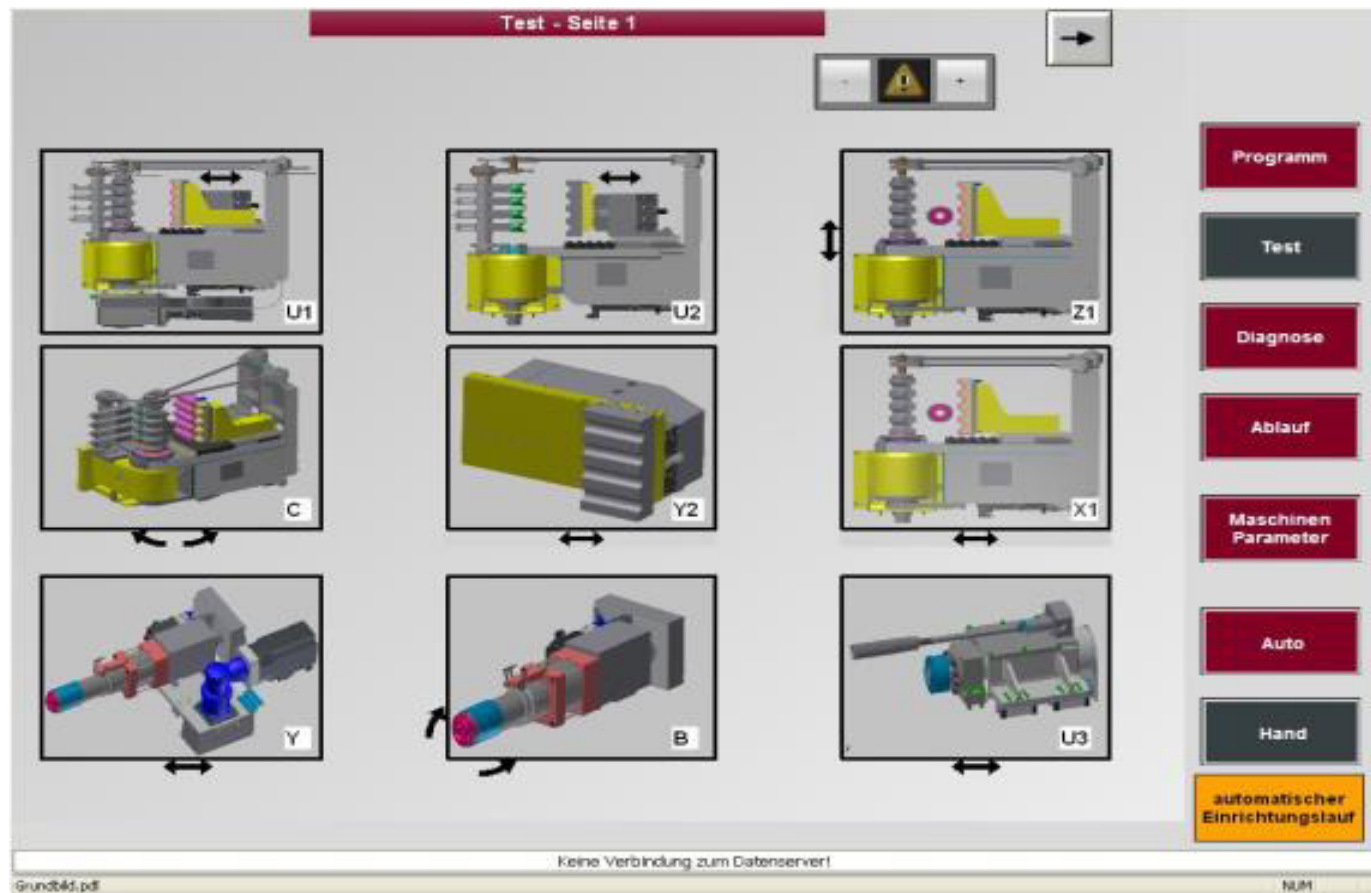 Test - Seite 1
- +
U1
U2
Z1
C
Y2
X1
Y
B
U3
Programm
Test
Diagnose
Ablauf
Maschinen
Parameter
Auto
Hand
automatischer
Einrichtungslauf
Keine Verbindung zum Datenserver!
Grundbild.pdl
NUM